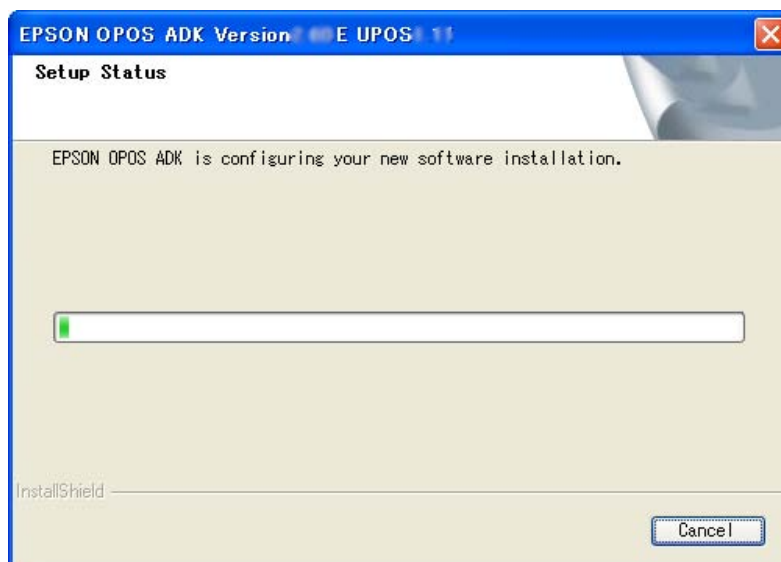 EPSON OPOS ADK Version E UPOS
Setup Status
EPSON OPOS ADK is configuring your new software installation.
InstallShield
Cancel